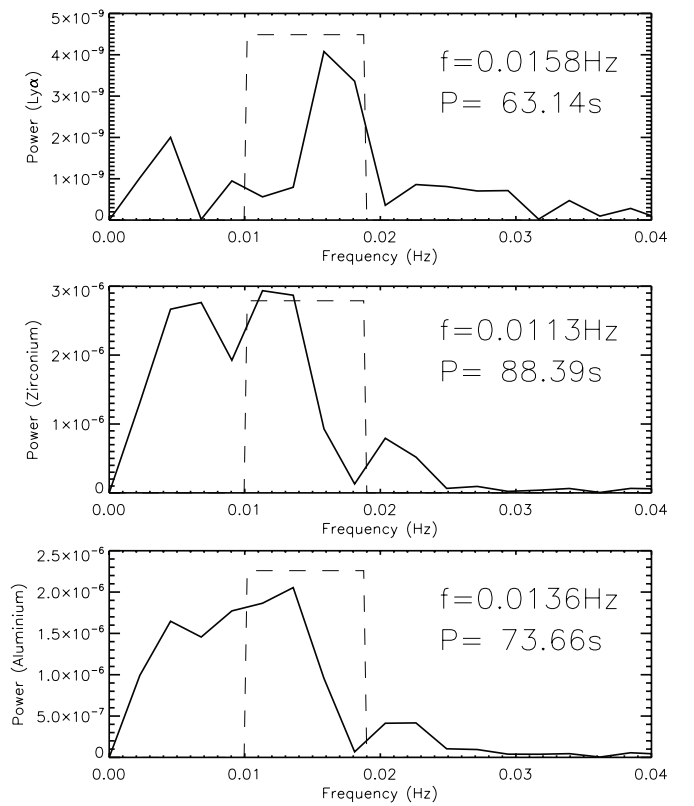 5×10⁻⁹
4×10⁻⁹
3×10⁻⁹
2×10⁻⁹
1×10⁻⁹
0
Power (Lyα)
f=0.0158Hz
P= 63.14s
0.00 0.01 0.02 0.03 0.04
Frequency (Hz)
3×10⁻⁶
2×10⁻⁶
1×10⁻⁶
0
Power (Zirconium)
f=0.0113Hz
P= 88.39s
0.00 0.01 0.02 0.03 0.04
Frequency (Hz)
2.5×10⁻⁶
2.0×10⁻⁶
1.5×10⁻⁶
1.0×10⁻⁶
5.0×10⁻⁷
0
Power (Aluminium)
f=0.0136Hz
P= 73.66s
0.00 0.01 0.02 0.03 0.04
Frequency (Hz)